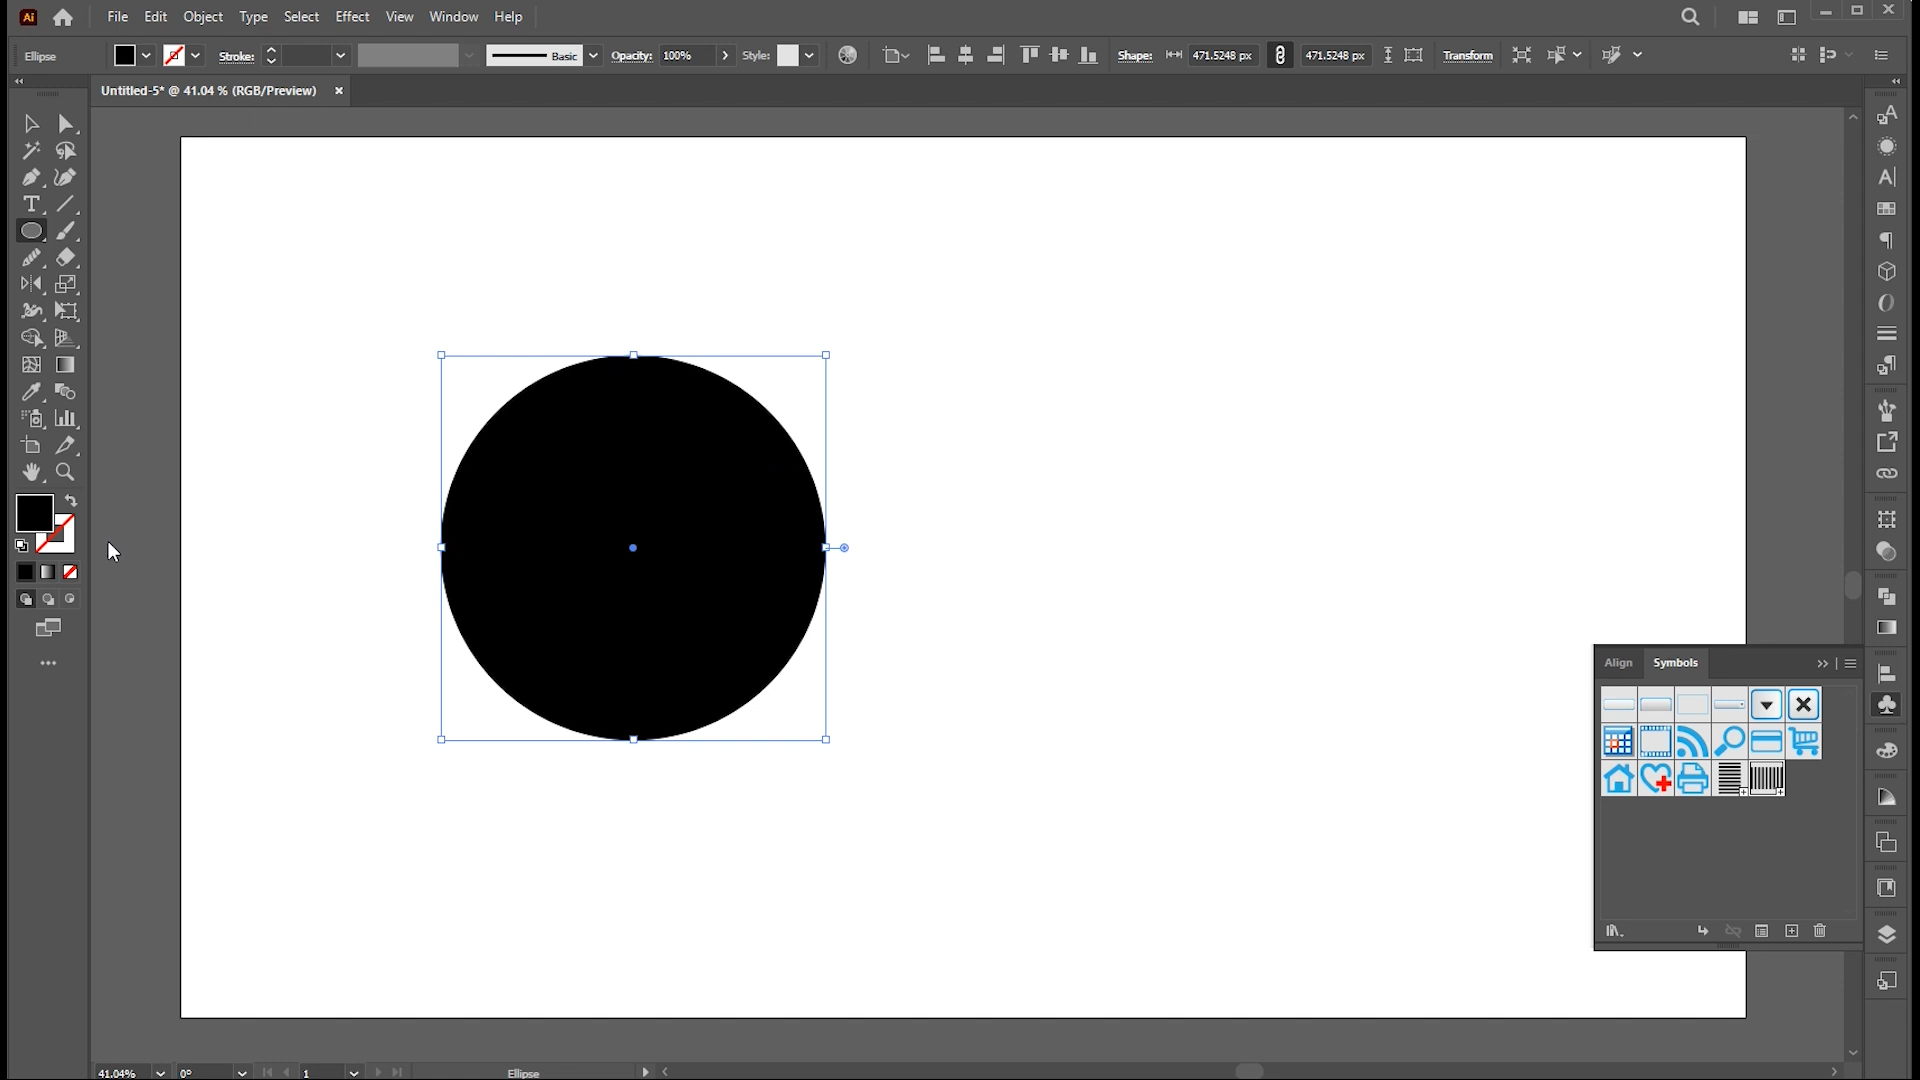 Ai File Edit Object Type Select Effect View Window Help
Ellipse Stroke: Basic Opacity: 100% Style: Shape: 471.5248 px 471.5248 px Transform
Untitled-5* @ 41.04 % (RGB/Preview)
Align Symbols
41.04% 0° 1 Ellipse